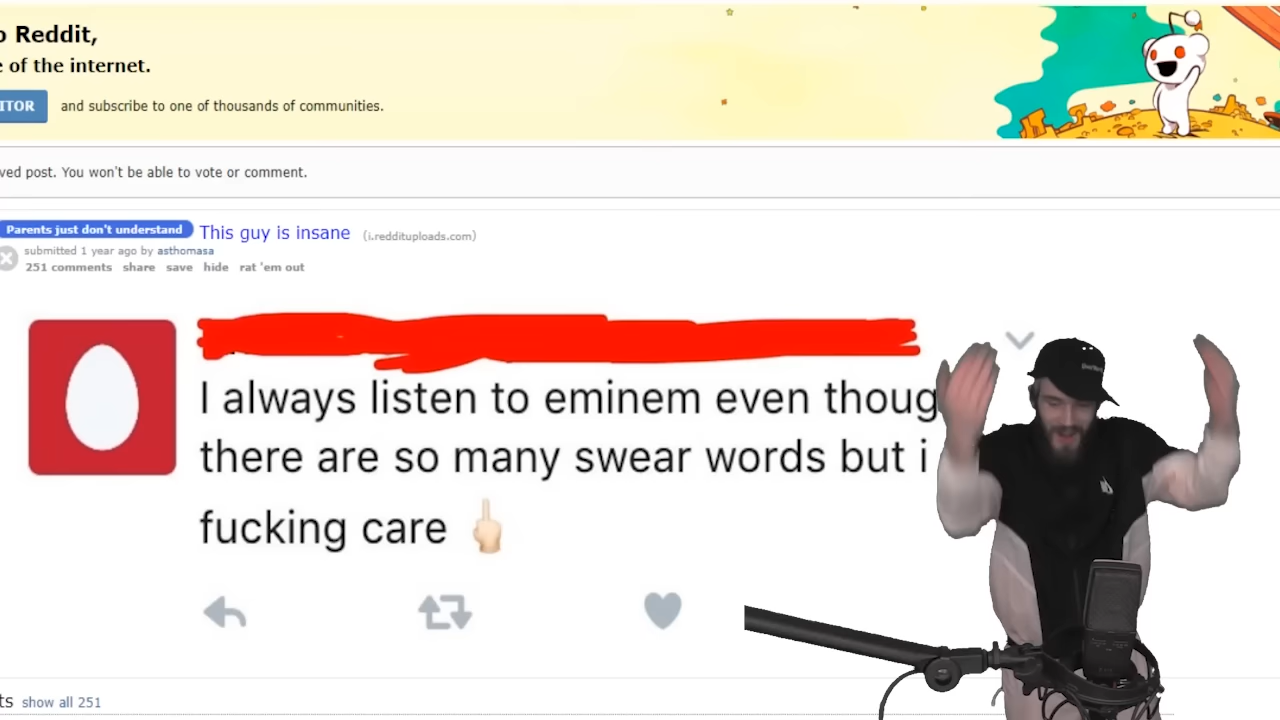 o Reddit,
e of the internet.
ITOR and subscribe to one of thousands of communities.
ved post. You won't be able to vote or comment.
Parents just don't understand This guy is insane (i.reddituploads.com)
submitted 1 year ago by asthomasa
251 comments share save hide rat 'em out
I always listen to eminem even thoug
there are so many swear words but i
fucking care 🖕🏻
ts show all 251